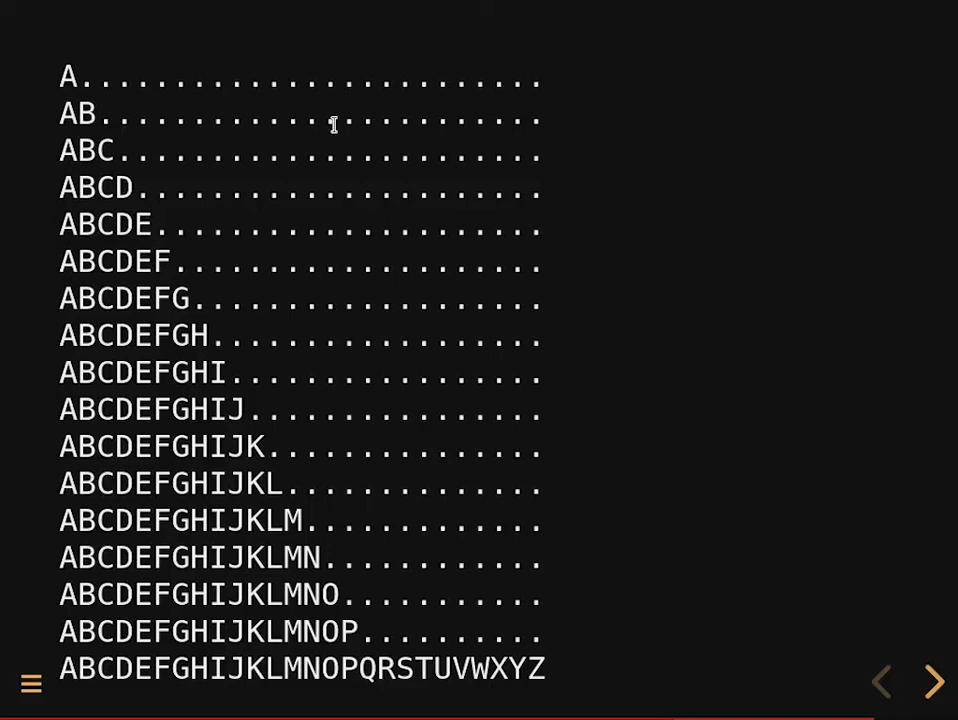 A.........................
AB........................
ABC.......................
ABCD......................
ABCDE.....................
ABCDEF....................
ABCDEFG...................
ABCDEFGH..................
ABCDEFGHI.................
ABCDEFGHIJ................
ABCDEFGHIJK...............
ABCDEFGHIJKL..............
ABCDEFGHIJKLM.............
ABCDEFGHIJKLMN............
ABCDEFGHIJKLMNO...........
ABCDEFGHIJKLMNOP..........
ABCDEFGHIJKLMNOPQRSTUVWXYZ